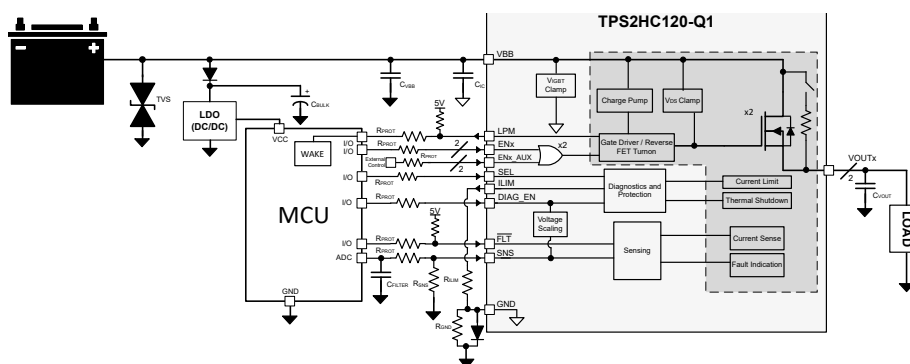 TPS2HC120-Q1
VBB
TVS
LDO
(DC/DC)
CBULK
CVBB
CIC
VIGBT
Clamp
Charge Pump
VDS Clamp
x2
VCC
5V
WAKE
I/O
RPROT
LPM
I/O
RPROT
2
ENx
x2
Gate Driver / Reverse
FET Turnon
External
Control
RPROT
2
ENx_AUX
VOUTx
2
I/O
RPROT
SEL
ILIM
Diagnostics and
Protection
Current Limit
CVOUT
MCU
I/O
RPROT
DIAG_EN
Thermal Shutdown
LOAD
5V
Voltage
Scaling
I/O
RPROT
FLT
Current Sense
ADC
RPROT
SNS
Sensing
Fault Indication
CFILTER
RSNS
RILIM
GND
GND
RGND